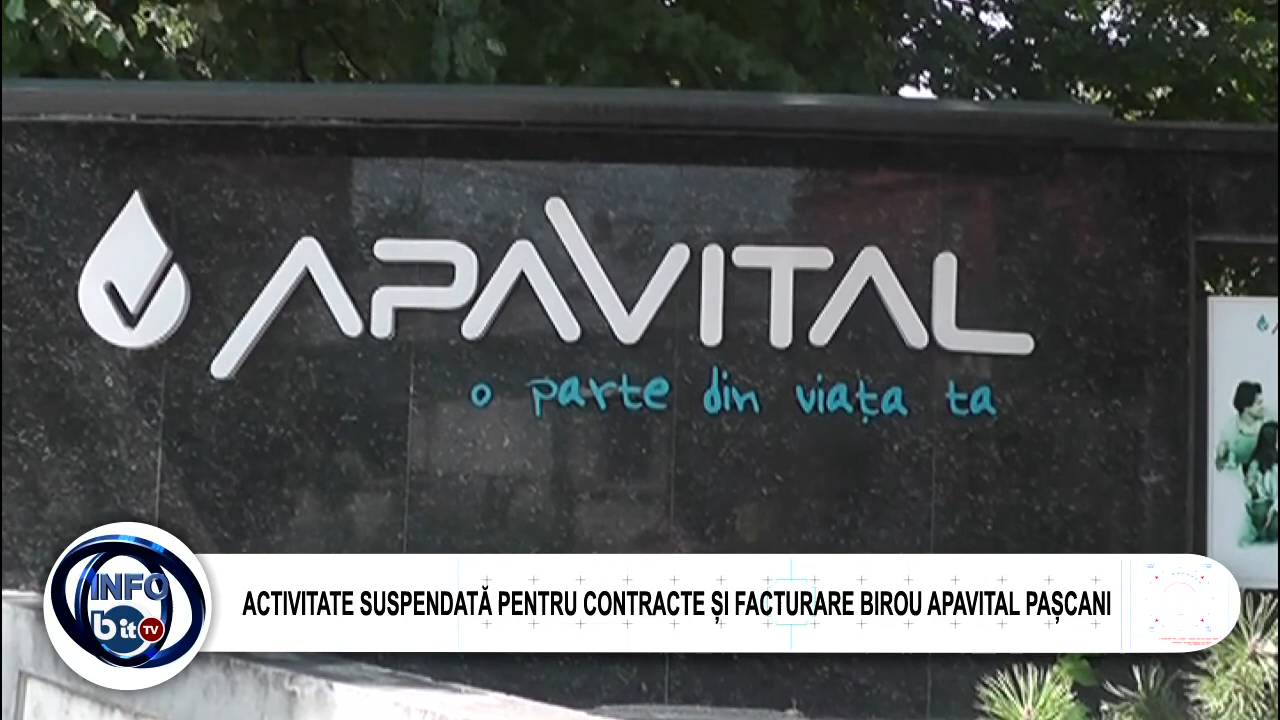 APAVITAL
o parte din viața ta
INFO
bit TV
ACTIVITATE SUSPENDATĂ PENTRU CONTRACTE ȘI FACTURARE BIROU APAVITAL PAȘCANI